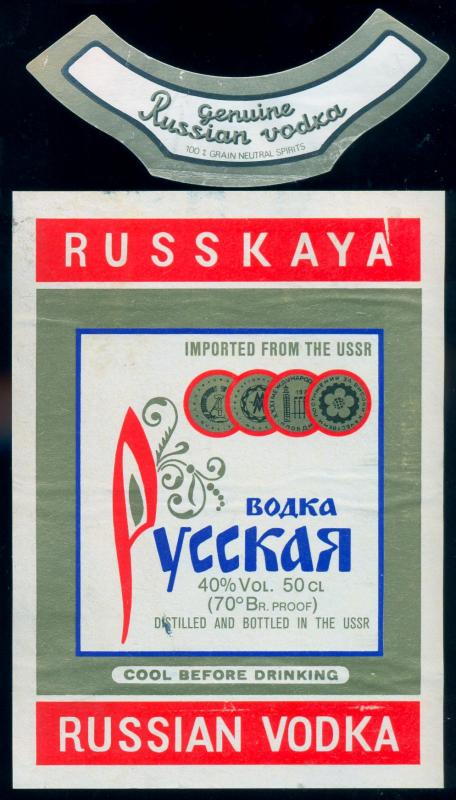 Genuine
Russian vodka
100% GRAIN NEUTRAL SPIRITS
RUSSKAYA
IMPORTED FROM THE USSR
ВОДКА
Русская
40% VOL. 50 CL
(70° BR. PROOF)
DISTILLED AND BOTTLED IN THE USSR
COOL BEFORE DRINKING
RUSSIAN VODKA